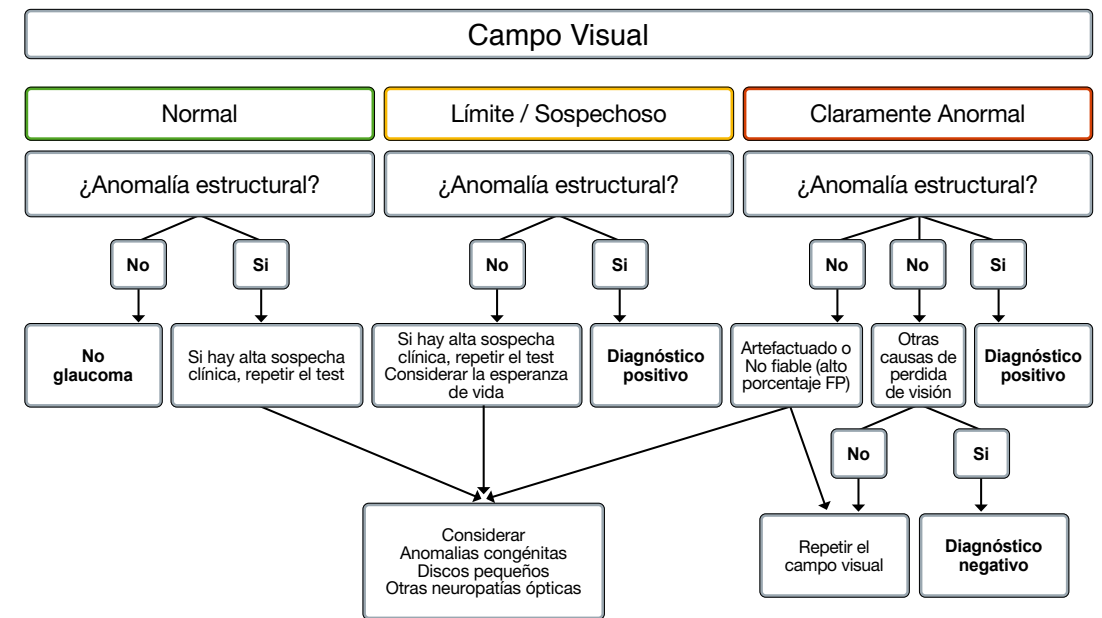 Campo Visual
Normal
Límite / Sospechoso
Claramente Anormal
¿Anomalía estructural?
¿Anomalía estructural?
¿Anomalía estructural?
No
Si
No
Si
No
No
Si
No
glaucoma
Si hay alta sospecha
clínica, repetir el test
Si hay alta sospecha
clínica, repetir el test
Considerar la esperanza
de vida
Diagnóstico
positivo
Artefactuado o
No fiable (alto
porcentaje FP)
Otras
causas de
perdida
de visión
Diagnóstico
positivo
No
Si
Considerar
Anomalias congénitas
Discos pequeños
Otras neuropatías ópticas
Repetir el
campo visual
Diagnóstico
negativo